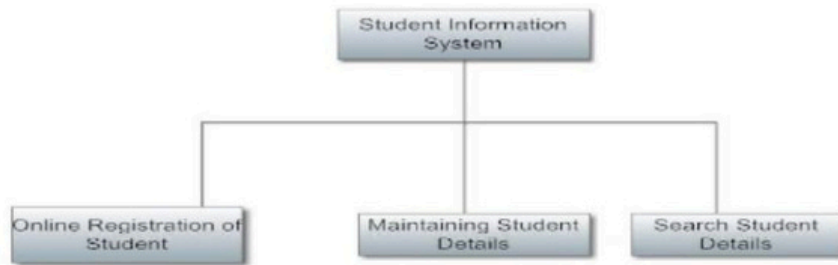 Student Information
System
Online Registration of
Student
Maintaining Student
Details
Search Student
Details